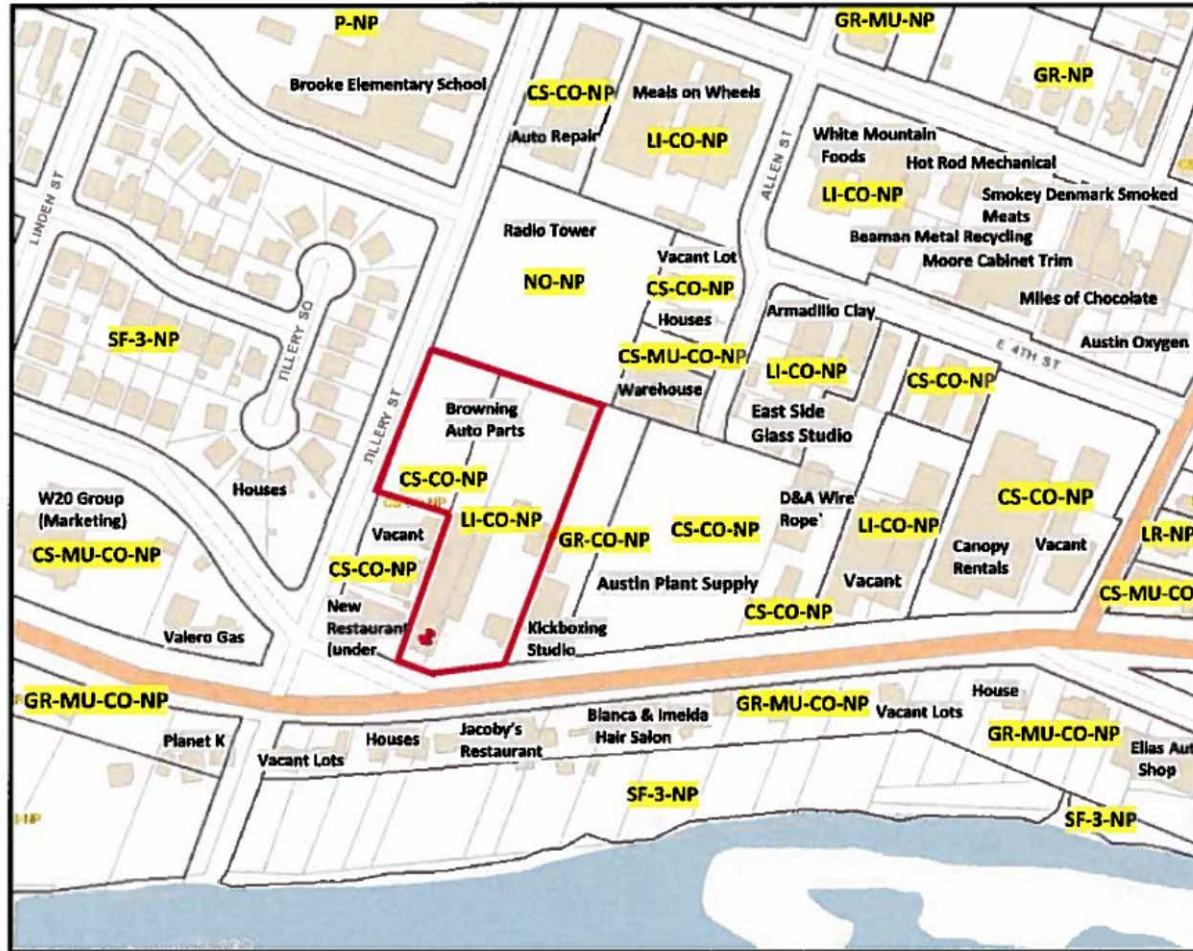 P-NP
GR-MU-NP
Brooke Elementary School
CS-CO-NP
Meals on Wheels
GR-NP
Auto Repair
LI-CO-NP
ALLEN ST
White Mountain
Foods
Hot Rod Mechanical
LI-CO-NP
Smokey Denmark Smoked
Meats
LINDEN ST
Radio Tower
Beaman Metal Recycling
Moore Cabinet Trim
Vacant Lot
NO-NP
CS-CO-NP
Miles of Chocolate
Houses
Armadillo Clay
TILLERY SQ
SF-3-NP
E 4TH ST
Austin Oxygen
CS-MU-CO-NP
LI-CO-NP
CS-CO-NP
Warehouse
TILLERY ST
Browning
Auto Parts
East Side
Glass Studio
CS-CO-NP
Houses
W20 Group
(Marketing)
CS-MU-CO-NP
D&A Wire
Rope`
CS-CO-NP
LI-CO-NP
Vacant
GR-CO-NP
CS-CO-NP
LI-CO-NP
LR-NP
Canopy
Rentals
Vacant
CS-CO-NP
Austin Plant Supply
Vacant
CS-MU-CO
New
Restaurant
(under
CS-CO-NP
Valero Gas
Kickboxing
Studio
GR-MU-CO-NP
GR-MU-CO-NP
House
Vacant Lots
Planet K
Houses
Jacoby's
Restaurant
Blanca & Imelda
Hair Salon
GR-MU-CO-NP
Elias Aut
Shop
Vacant Lots
SF-3-NP
SF-3-NP